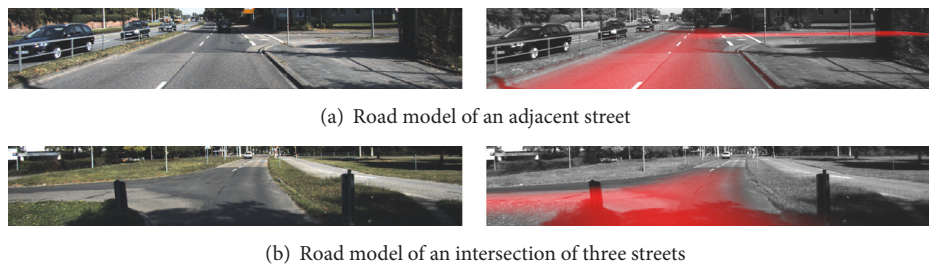 (a) Road model of an adjacent street
(b) Road model of an intersection of three streets